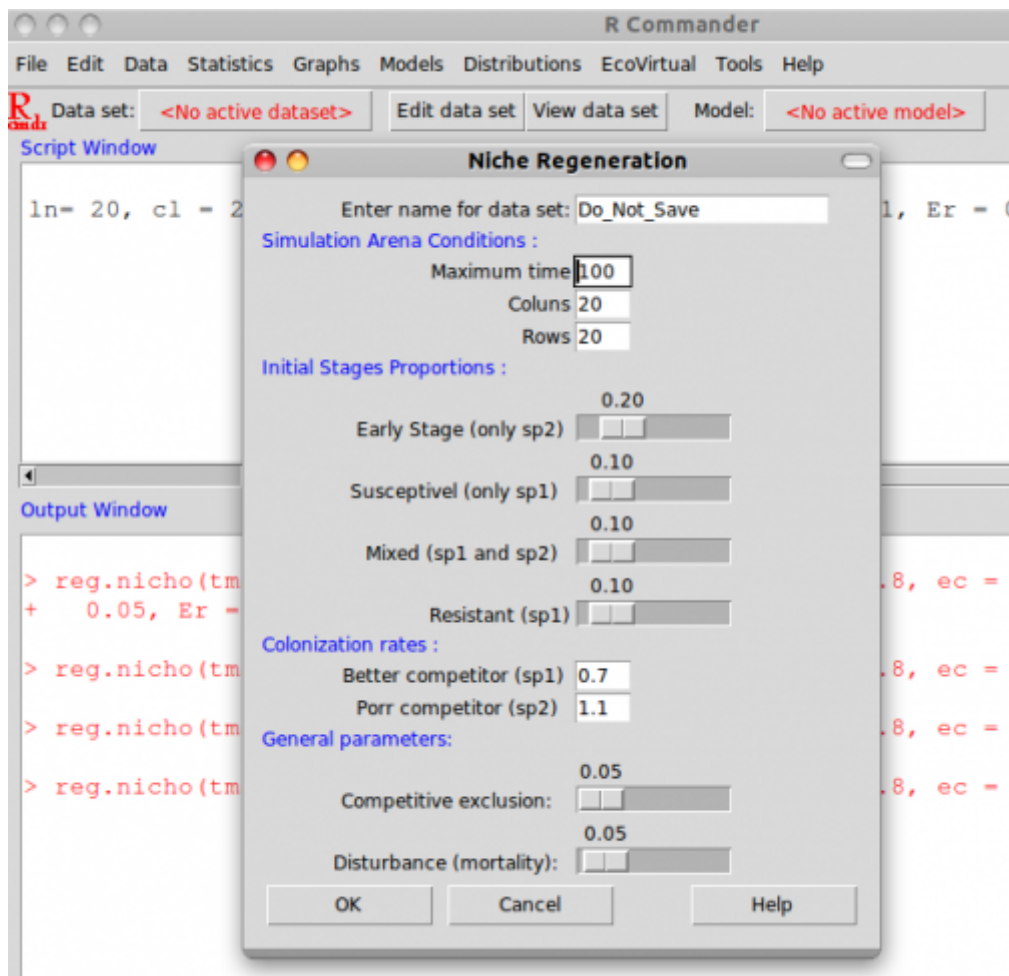 R Commander
File Edit Data Statistics Graphs Models Distributions EcoVirtual Tools Help
R cmdr Data set: <No active dataset> Edit data set View data set Model: <No active model>
Script Window
Niche Regeneration
ln= 20, cl = 2
1, Er = 0
Enter name for data set: Do_Not_Save
Simulation Arena Conditions :
Maximum time 100
Coluns 20
Rows 20
Initial Stages Proportions :
0.20
Early Stage (only sp2)
0.10
Susceptivel (only sp1)
0.10
Mixed (sp1 and sp2)
0.10
Resistant (sp1)
Colonization rates :
Better competitor (sp1) 0.7
Porr competitor (sp2) 1.1
General parameters:
0.05
Competitive exclusion:
0.05
Disturbance (mortality):
OK Cancel Help
Output Window
> reg.nicho(tm .8, ec =
+ 0.05, Er =
> reg.nicho(tm .8, ec =
> reg.nicho(tm .8, ec =
> reg.nicho(tm .8, ec =